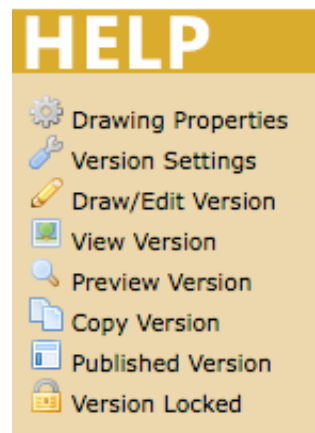 HELP
Drawing Properties
Version Settings
Draw/Edit Version
View Version
Preview Version
Copy Version
Published Version
Version Locked